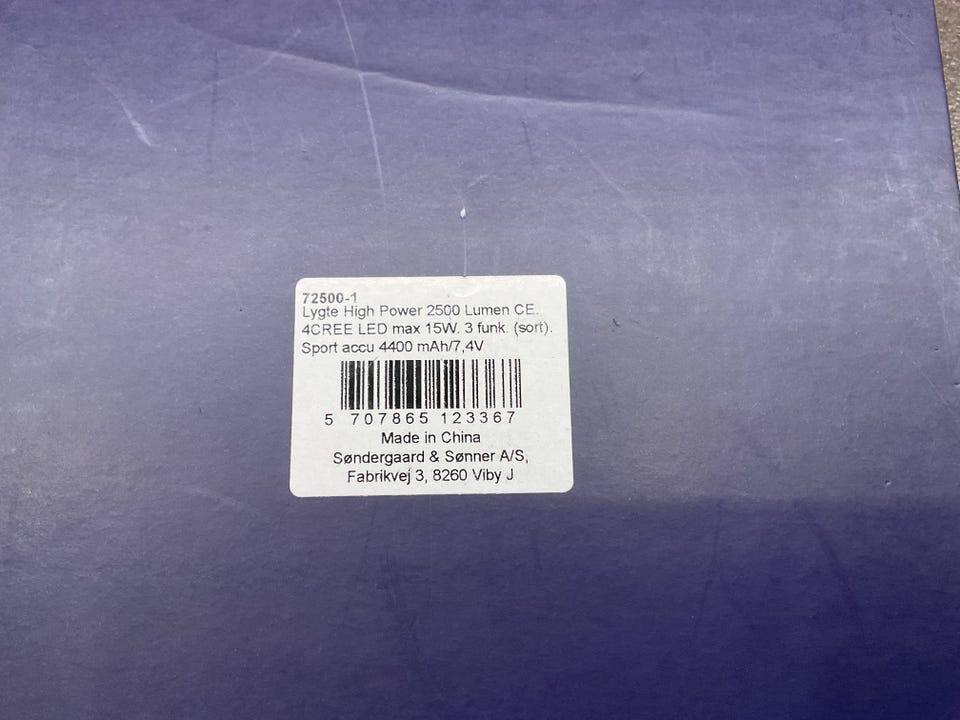 72500-1
Lygte High Power 2500 Lumen CE.
4CREE LED max 15W. 3 funk. (sort).
Sport accu 4400 mAh/7,4V
5 707865 123367
Made in China
Søndergaard & Sønner A/S,
Fabrikvej 3, 8260 Viby J